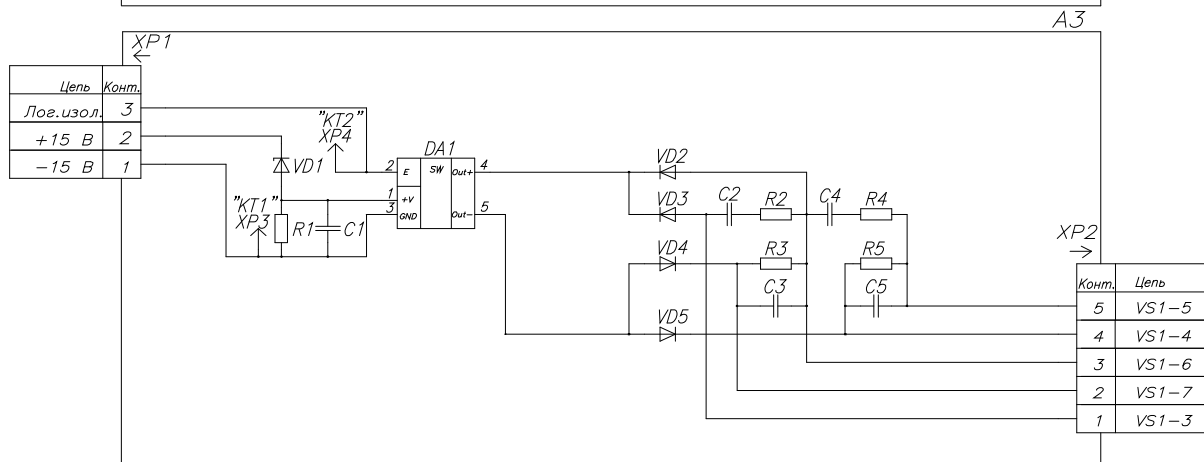 A3
XP1
Цепь Конт.
Лог.изол. 3
+15 В 2
-15 В 1
"KT2"
XP4
VD1
"KT1"
XP3
R1 C1
DA1
2 E SW Out+ 4
1 +V
3 GND Out- 5
VD2
VD3 C2 R2 C4 R4
VD4 R3 R5
C3 C5
VD5
XP2
Конт. Цепь
5 VS1-5
4 VS1-4
3 VS1-6
2 VS1-7
1 VS1-3